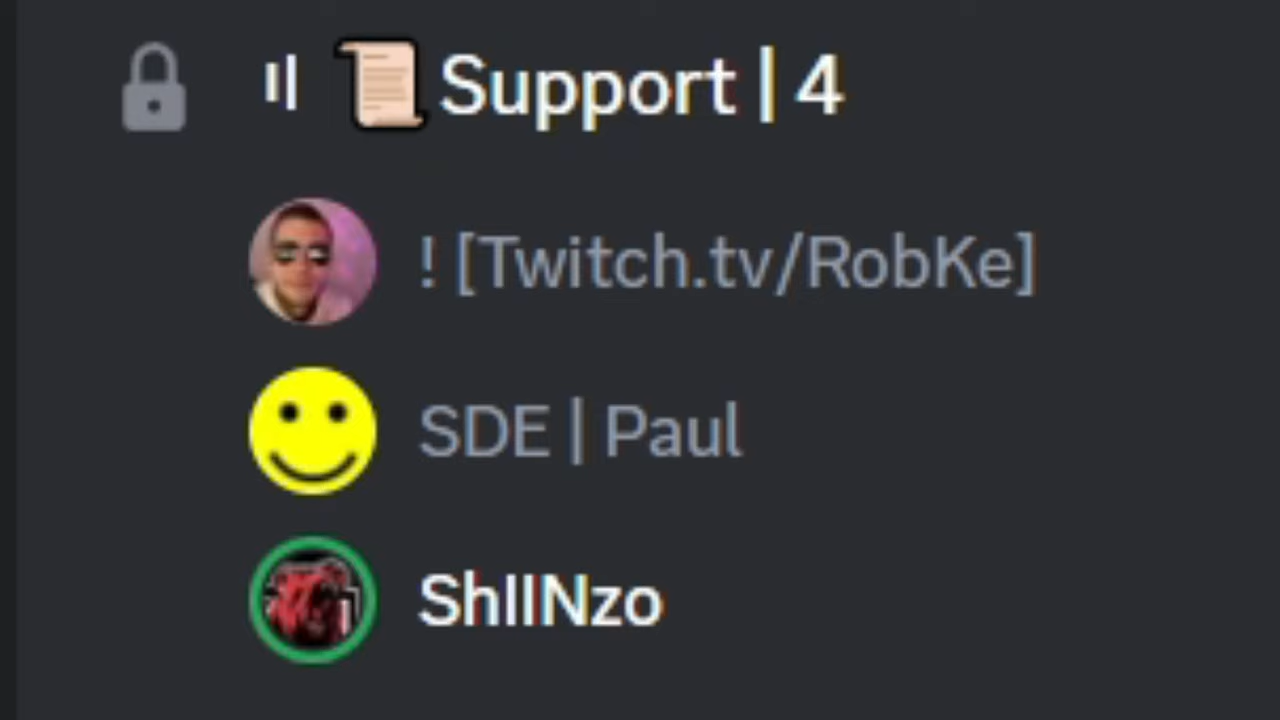 📜Support | 4
! [Twitch.tv/RobKe]
SDE | Paul
ShIINzo